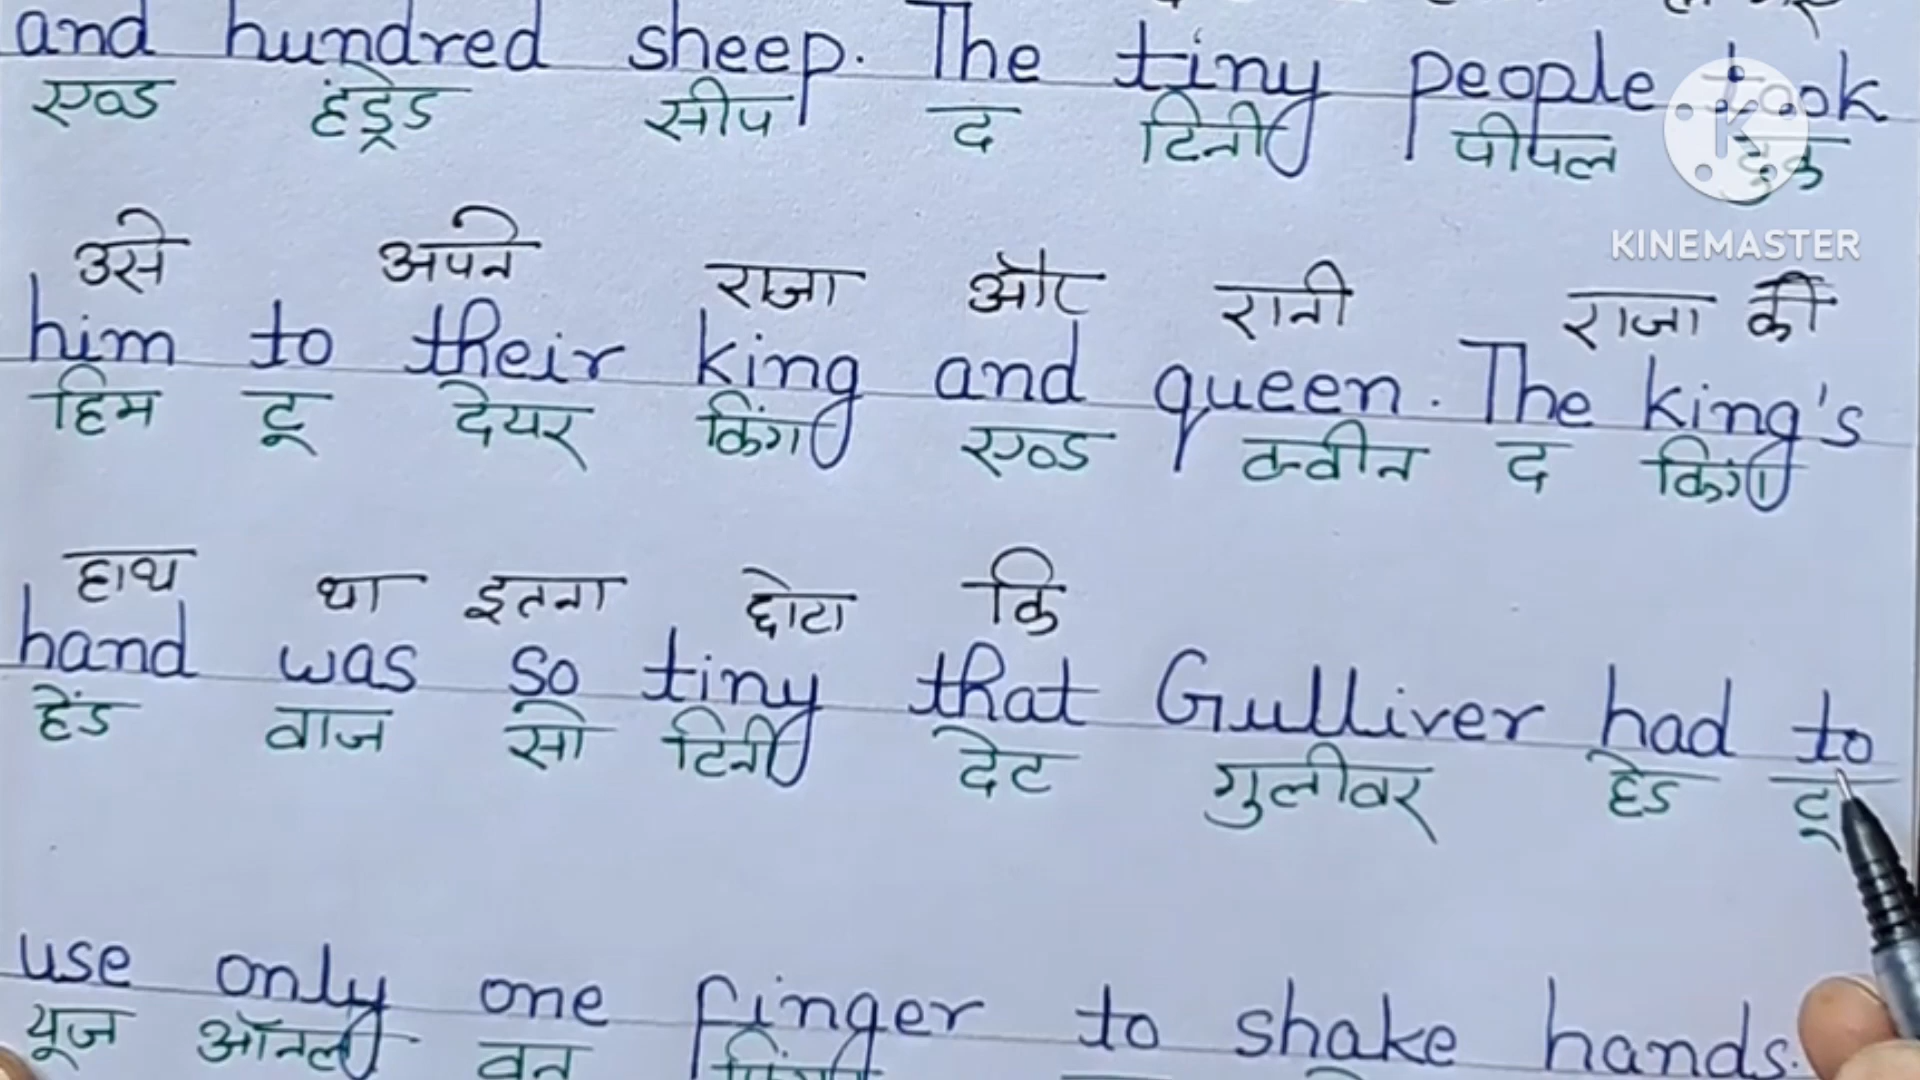 and hundred sheep. The tiny people took
एण्ड हंड्रेड सीप द टिनी पीपल टूक
KINEMASTER
उसे अपने राजा और रानी राजा की
him to their king and queen. The king's
हिम टू देयर किंग एण्ड क्वीन द किंग
हाथ था इतना छोटा कि
hand was so tiny that Gulliver had to
हेंड वाज सो टिनी देट गुलीवर हेड टू
use only one finger to shake hands.
यूज ऑनली वन